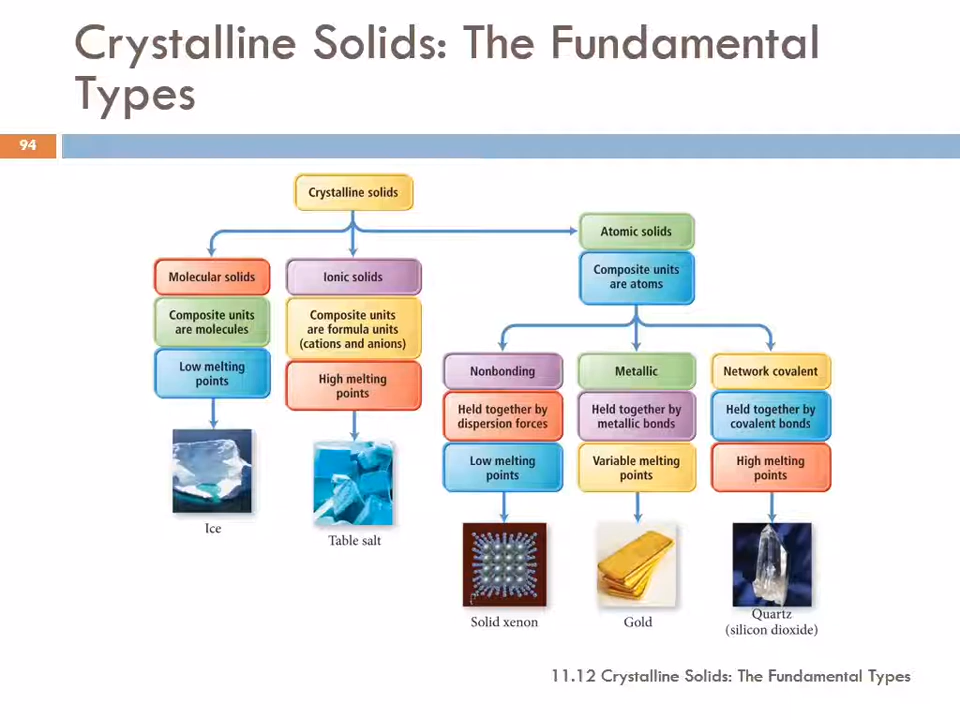 Crystalline Solids: The Fundamental
Types
94
Crystalline solids
Atomic solids
Composite units
are atoms
Molecular solids
Composite units
are molecules
Low melting
points
Ice
Ionic solids
Composite units
are formula units
(cations and anions)
High melting
points
Table salt
Nonbonding
Held together by
dispersion forces
Low melting
points
Solid xenon
Metallic
Held together by
metallic bonds
Variable melting
points
Gold
Network covalent
Held together by
covalent bonds
High melting
points
Quartz
(silicon dioxide)
11.12 Crystalline Solids: The Fundamental Types